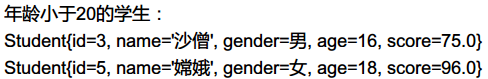 年龄小于20的学生：
Student{id=3, name='沙僧', gender=男, age=16, score=75.0}
Student{id=5, name='嫦娥', gender=女, age=18, score=96.0}